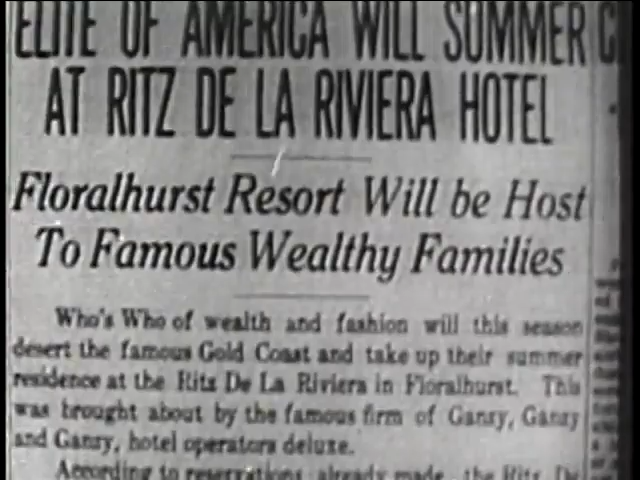 ELITE OF AMERICA WILL SUMMER
AT RITZ DE LA RIVIERA HOTEL
Floralhurst Resort Will be Host
To Famous Wealthy Families
Who's Who of wealth and fashion will this season
desert the famous Gold Coast and take up their summer
residence at the Ritz De La Riviera in Floralhurst. This
was brought about by the famous firm of Gansy, Gansy
and Gansy, hotel operators deluxe.
According to reservations already made, the Ritz De